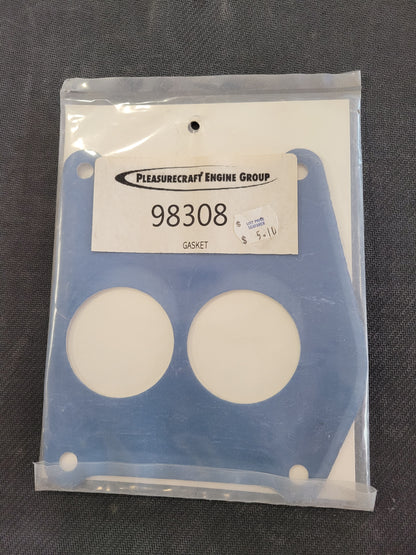 PLEASURECRAFT ENGINE GROUP
98308
GASKET
$
$ 5.10